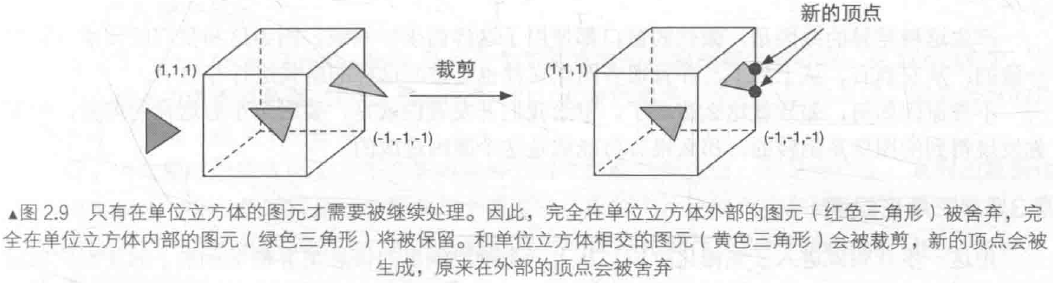 新的顶点
(1,1,1)
裁剪
(1,1,1)
(-1,-1,-1)
(-1,-1,-1)
▲图 2.9 只有在单位立方体的图元才需要被继续处理。因此，完全在单位立方体外部的图元（红色三角形）被舍弃，完
全在单位立方体内部的图元（绿色三角形）将被保留。和单位立方体相交的图元（黄色三角形）会被裁剪，新的顶点会被
生成，原来在外部的顶点会被舍弃